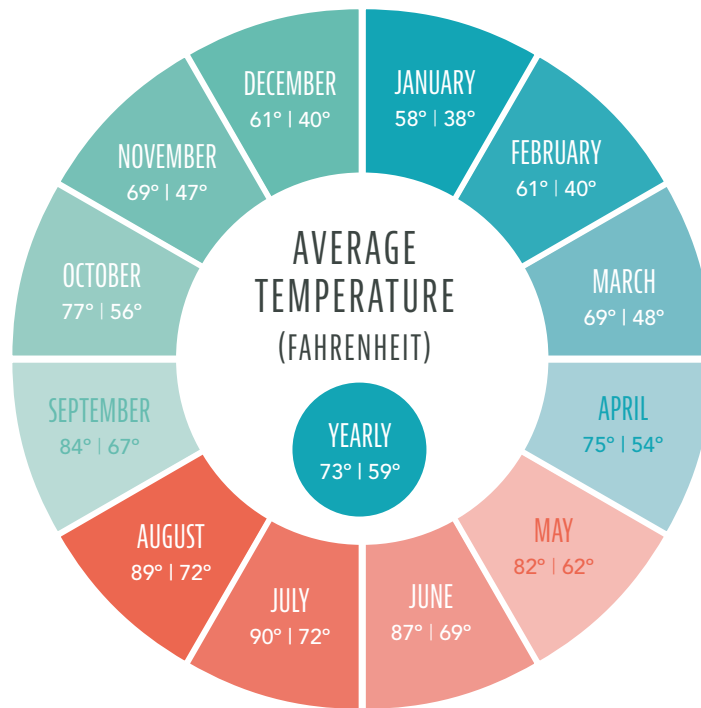 AVERAGE
TEMPERATURE
(FAHRENHEIT)
YEARLY
73° | 59°
JANUARY
58° | 38°
FEBRUARY
61° | 40°
MARCH
69° | 48°
APRIL
75° | 54°
MAY
82° | 62°
JUNE
87° | 69°
JULY
90° | 72°
AUGUST
89° | 72°
SEPTEMBER
84° | 67°
OCTOBER
77° | 56°
NOVEMBER
69° | 47°
DECEMBER
61° | 40°